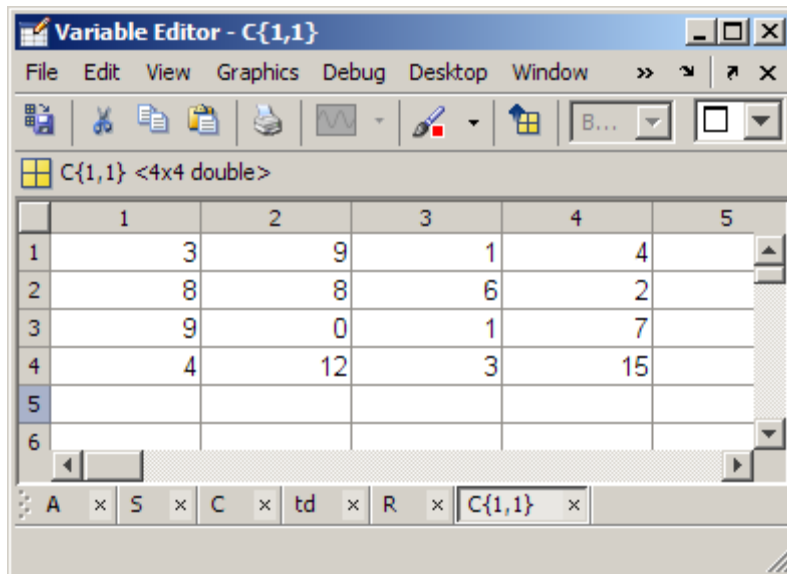 Variable Editor - C{1,1}
File Edit View Graphics Debug Desktop Window
B...
C{1,1} <4x4 double>
1 2 3 4 5
1 3 9 1 4
2 8 8 6 2
3 9 0 1 7
4 4 12 3 15
5
6
A S C td R C{1,1}